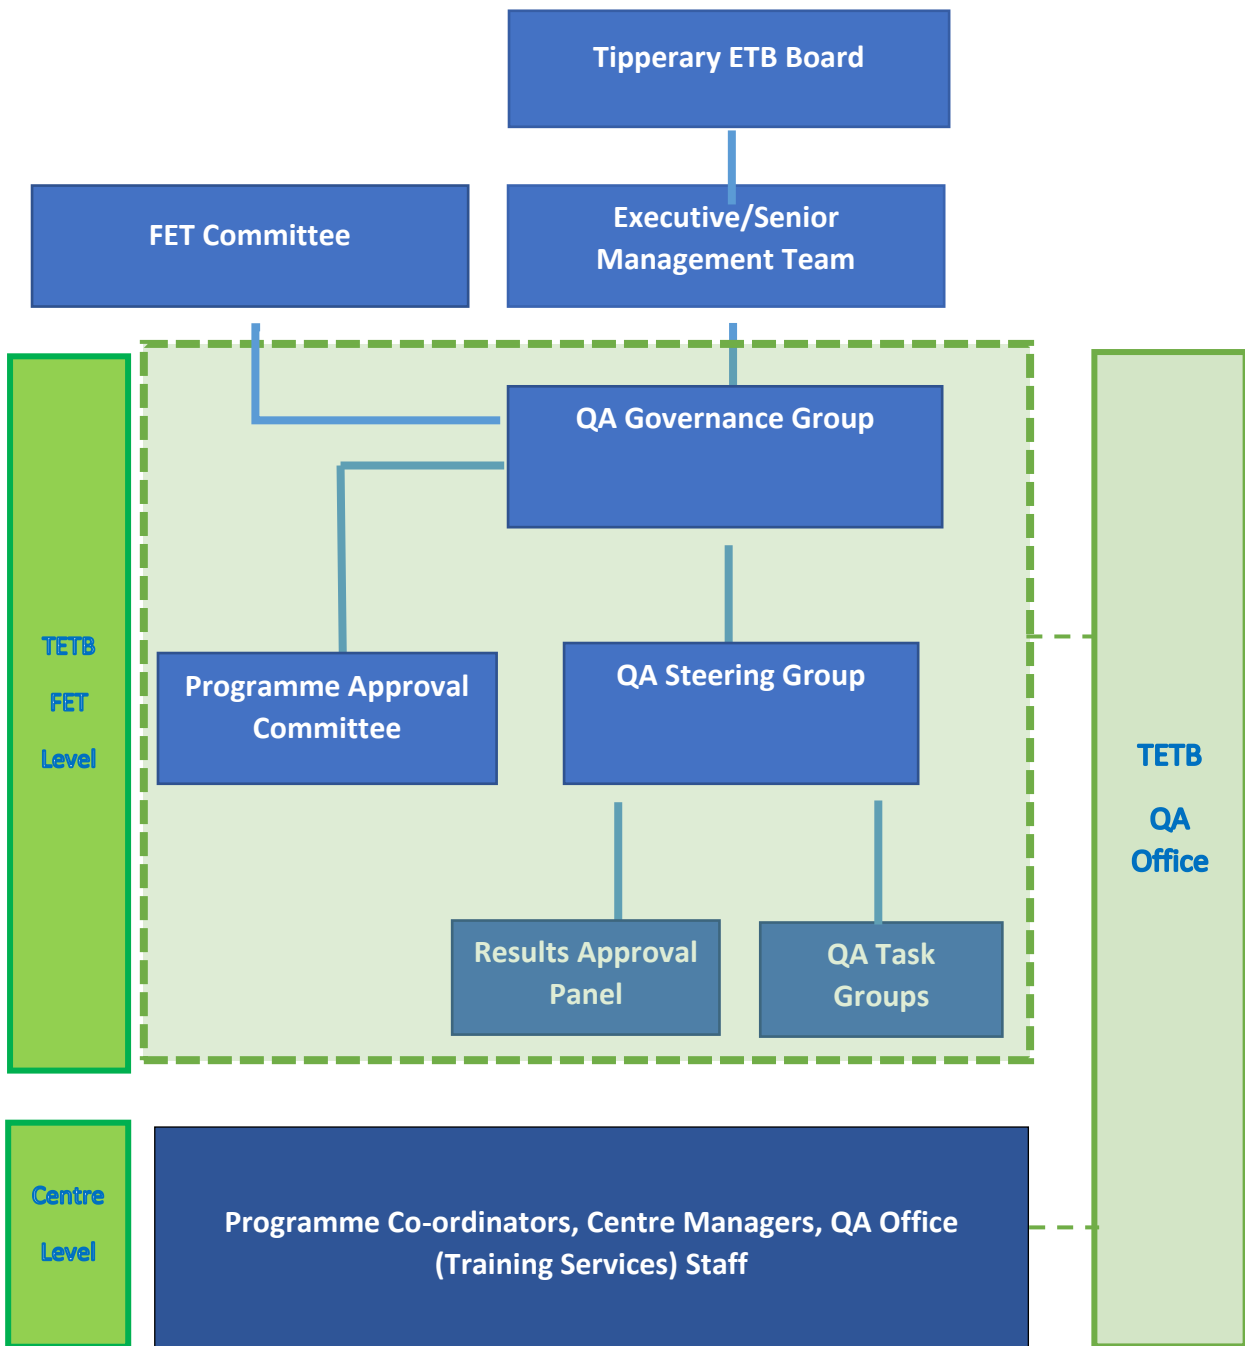 Tipperary ETB Board
FET Committee
Executive/Senior
Management Team
QA Governance Group
TETB
FET
Level
Programme Approval
Committee
QA Steering Group
TETB
QA
Office
Results Approval
Panel
QA Task
Groups
Centre
Level
Programme Co-ordinators, Centre Managers, QA Office
(Training Services) Staff